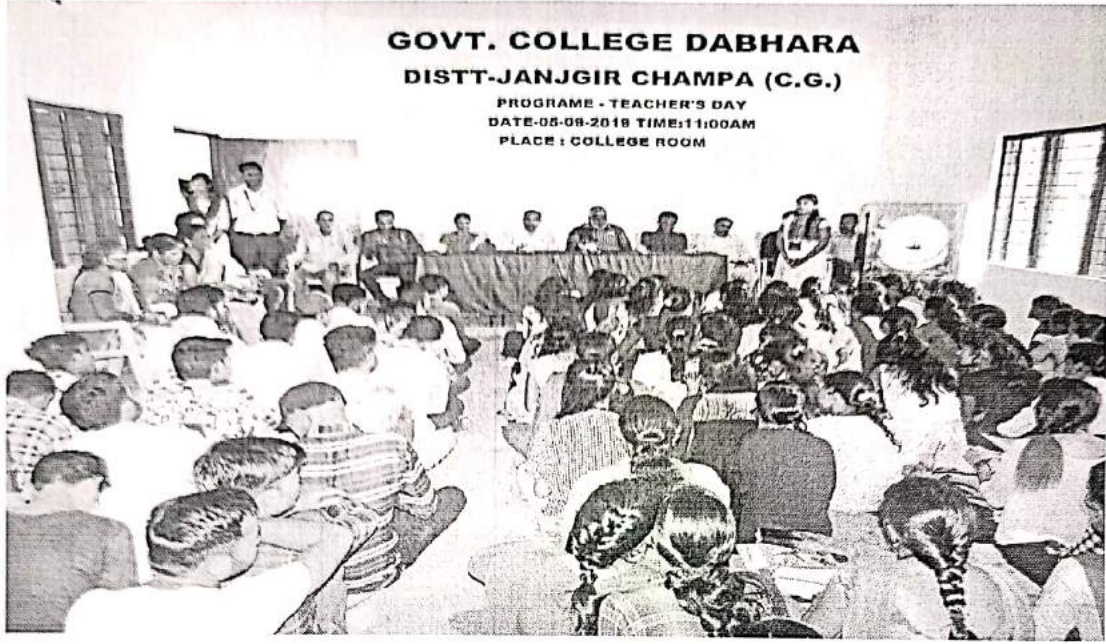 GOVT. COLLEGE DABHARA
DISTT-JANJGIR CHAMPA (C.G.)
PROGRAME - TEACHER'S DAY
DATE-05-09-2019 TIME:11:00AM
PLACE : COLLEGE ROOM